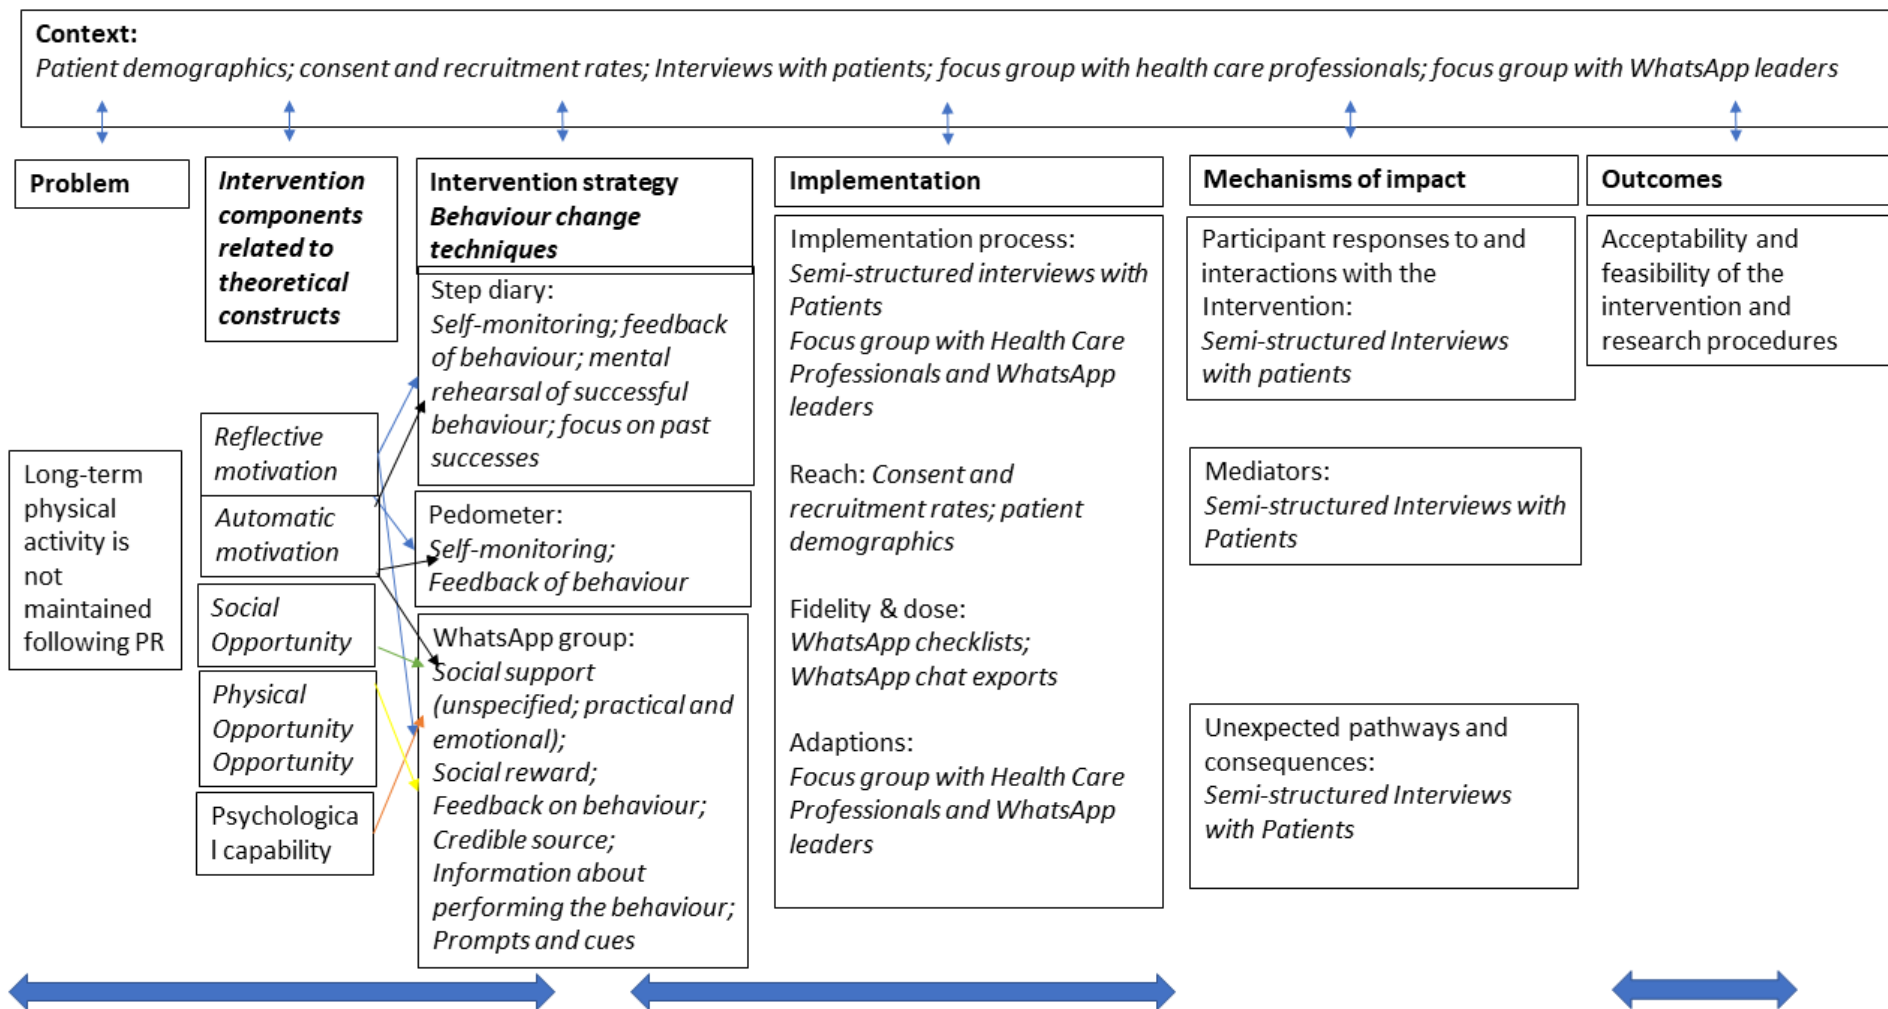 Context:
Patient demographics; consent and recruitment rates; Interviews with patients; focus group with health care professionals; focus group with WhatsApp leaders
Problem
Long-term
physical
activity is
not
maintained
following PR
Intervention
components
related to
theoretical
constructs
Reflective
motivation
Automatic
motivation
Social
Opportunity
Physical
Opportunity
Opportunity
Psychologica
l capability
Intervention strategy
Behaviour change
techniques
Step diary:
Self-monitoring; feedback
of behaviour; mental
rehearsal of successful
behaviour; focus on past
successes
Pedometer:
Self-monitoring;
Feedback of behaviour
WhatsApp group:
Social support
(unspecified; practical and
emotional);
Social reward;
Feedback on behaviour;
Credible source;
Information about
performing the behaviour;
Prompts and cues
Implementation
Implementation process:
Semi-structured interviews with
Patients
Focus group with Health Care
Professionals and WhatsApp
leaders
Reach: Consent and
recruitment rates; patient
demographics
Fidelity & dose:
WhatsApp checklists;
WhatsApp chat exports
Adaptions:
Focus group with Health Care
Professionals and WhatsApp
leaders
Mechanisms of impact
Participant responses to and
interactions with the
Intervention:
Semi-structured Interviews
with patients
Mediators:
Semi-structured Interviews with
Patients
Unexpected pathways and
consequences:
Semi-structured Interviews
with Patients
Outcomes
Acceptability and
feasibility of the
intervention and
research procedures